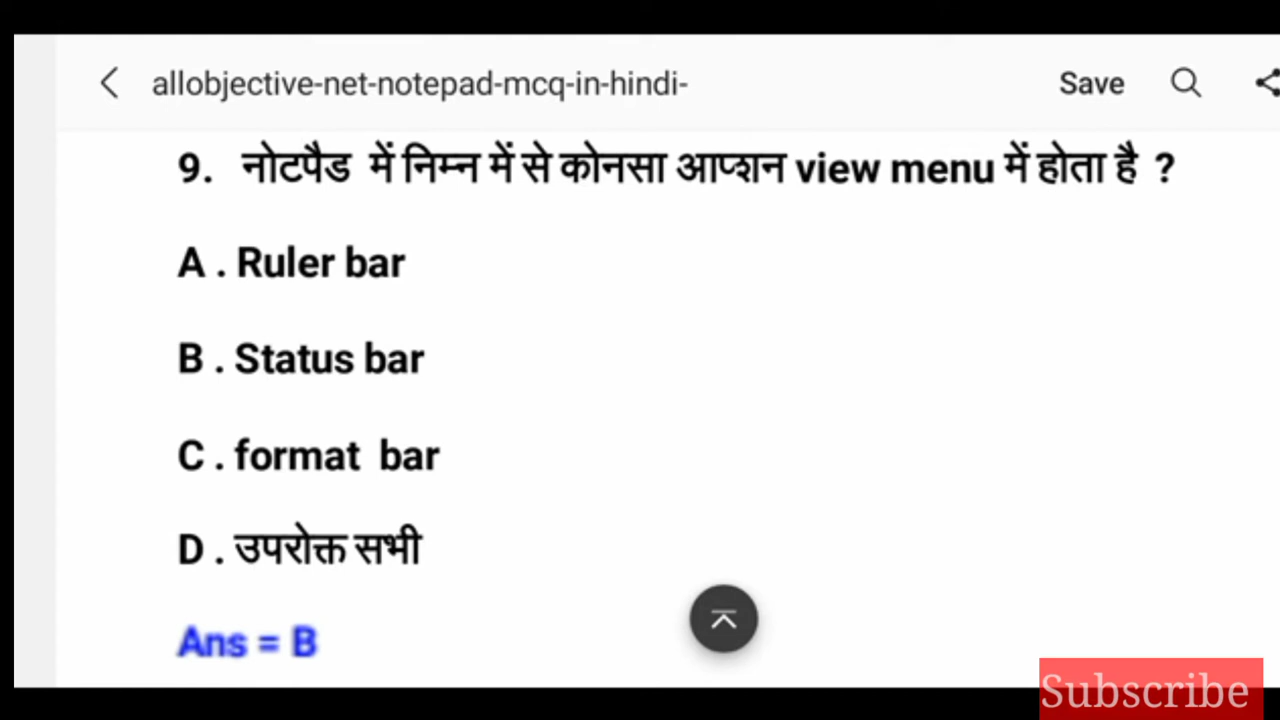 allobjective-net-notepad-mcq-in-hindi-
Save
9. नोटपैड में निम्न में से कोनसा आप्शन view menu में होता है ?
A . Ruler bar
B . Status bar
C . format bar
D . उपरोक्त सभी
Ans = B
Subscribe